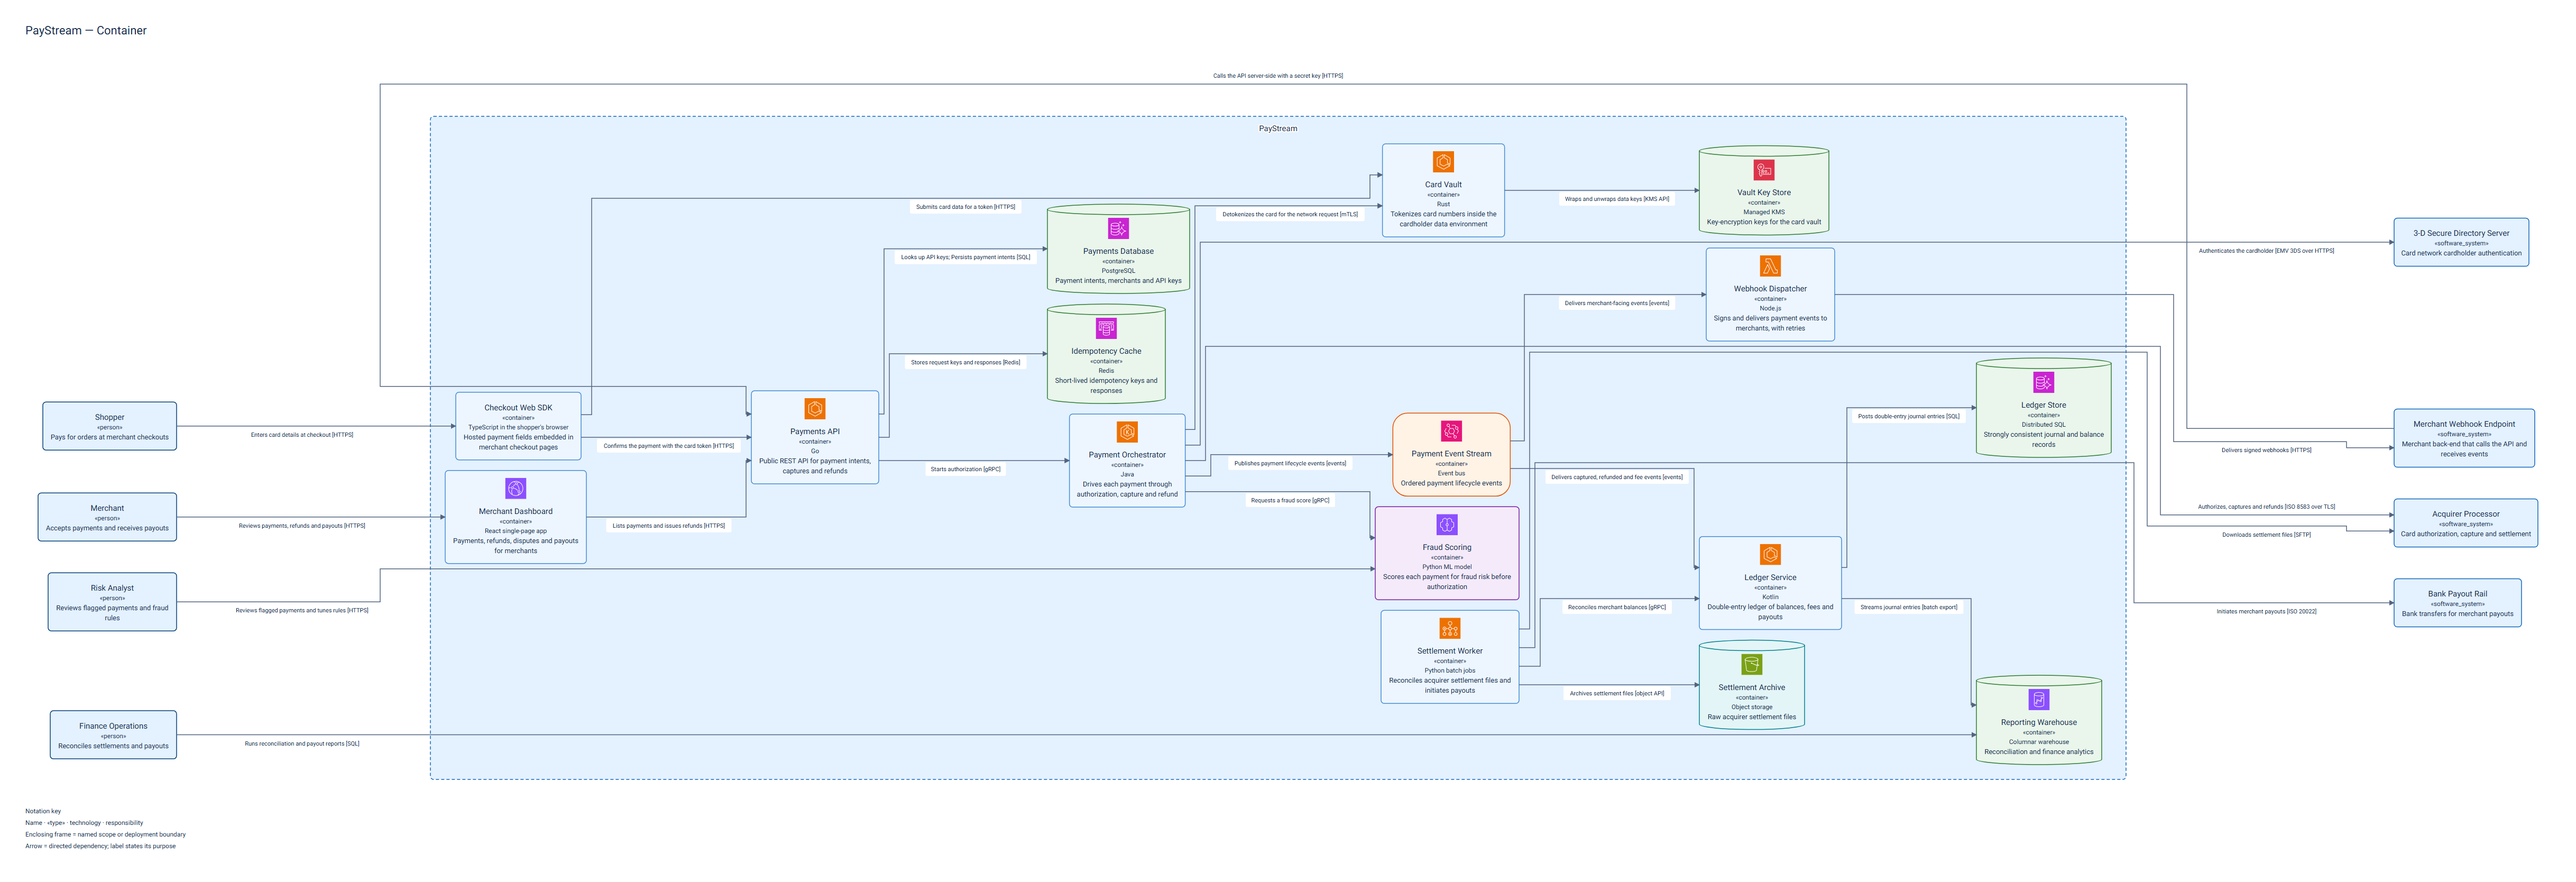 PayStream — Container
Calls the API server-side with a secret key [HTTPS]
PayStream
Shopper
«person»
Pays for orders at merchant checkouts
Merchant
«person»
Accepts payments and receives payouts
Risk Analyst
«person»
Reviews flagged payments and fraud
rules
Finance Operations
«person»
Reconciles settlements and payouts
Enters card details at checkout [HTTPS]
Reviews payments, refunds and payouts [HTTPS]
Reviews flagged payments and tunes rules [HTTPS]
Runs reconciliation and payout reports [SQL]
Checkout Web SDK
«container»
TypeScript in the shopper's browser
Hosted payment fields embedded in
merchant checkout pages
Merchant Dashboard
«container»
React single-page app
Payments, refunds, disputes and payouts
for merchants
Submits card data for a token [HTTPS]
Confirms the payment with the card token [HTTPS]
Lists payments and issues refunds [HTTPS]
Payments API
«container»
Go
Public REST API for payment intents,
captures and refunds
Looks up API keys; Persists payment intents [SQL]
Stores request keys and responses [Redis]
Starts authorization [gRPC]
Payments Database
«container»
PostgreSQL
Payment intents, merchants and API keys
Idempotency Cache
«container»
Redis
Short-lived idempotency keys and
responses
Payment Orchestrator
«container»
Java
Drives each payment through
authorization, capture and refund
Detokenizes the card for the network request [mTLS]
Publishes payment lifecycle events [events]
Requests a fraud score [gRPC]
Card Vault
«container»
Rust
Tokenizes card numbers inside the
cardholder data environment
Payment Event Stream
«container»
Event bus
Ordered payment lifecycle events
Fraud Scoring
«container»
Python ML model
Scores each payment for fraud risk before
authorization
Settlement Worker
«container»
Python batch jobs
Reconciles acquirer settlement files and
initiates payouts
Wraps and unwraps data keys [KMS API]
Delivers merchant-facing events [events]
Delivers captured, refunded and fee events [events]
Reconciles merchant balances [gRPC]
Archives settlement files [object API]
Vault Key Store
«container»
Managed KMS
Key-encryption keys for the card vault
Webhook Dispatcher
«container»
Node.js
Signs and delivers payment events to
merchants, with retries
Ledger Service
«container»
Kotlin
Double-entry ledger of balances, fees and
payouts
Settlement Archive
«container»
Object storage
Raw acquirer settlement files
Posts double-entry journal entries [SQL]
Streams journal entries [batch export]
Ledger Store
«container»
Distributed SQL
Strongly consistent journal and balance
records
Reporting Warehouse
«container»
Columnar warehouse
Reconciliation and finance analytics
Authenticates the cardholder [EMV 3DS over HTTPS]
Delivers signed webhooks [HTTPS]
Authorizes, captures and refunds [ISO 8583 over TLS]
Downloads settlement files [SFTP]
Initiates merchant payouts [ISO 20022]
3-D Secure Directory Server
«software_system»
Card network cardholder authentication
Merchant Webhook Endpoint
«software_system»
Merchant back-end that calls the API and
receives events
Acquirer Processor
«software_system»
Card authorization, capture and settlement
Bank Payout Rail
«software_system»
Bank transfers for merchant payouts
Notation key
Name · «type» · technology · responsibility
Enclosing frame = named scope or deployment boundary
Arrow = directed dependency; label states its purpose